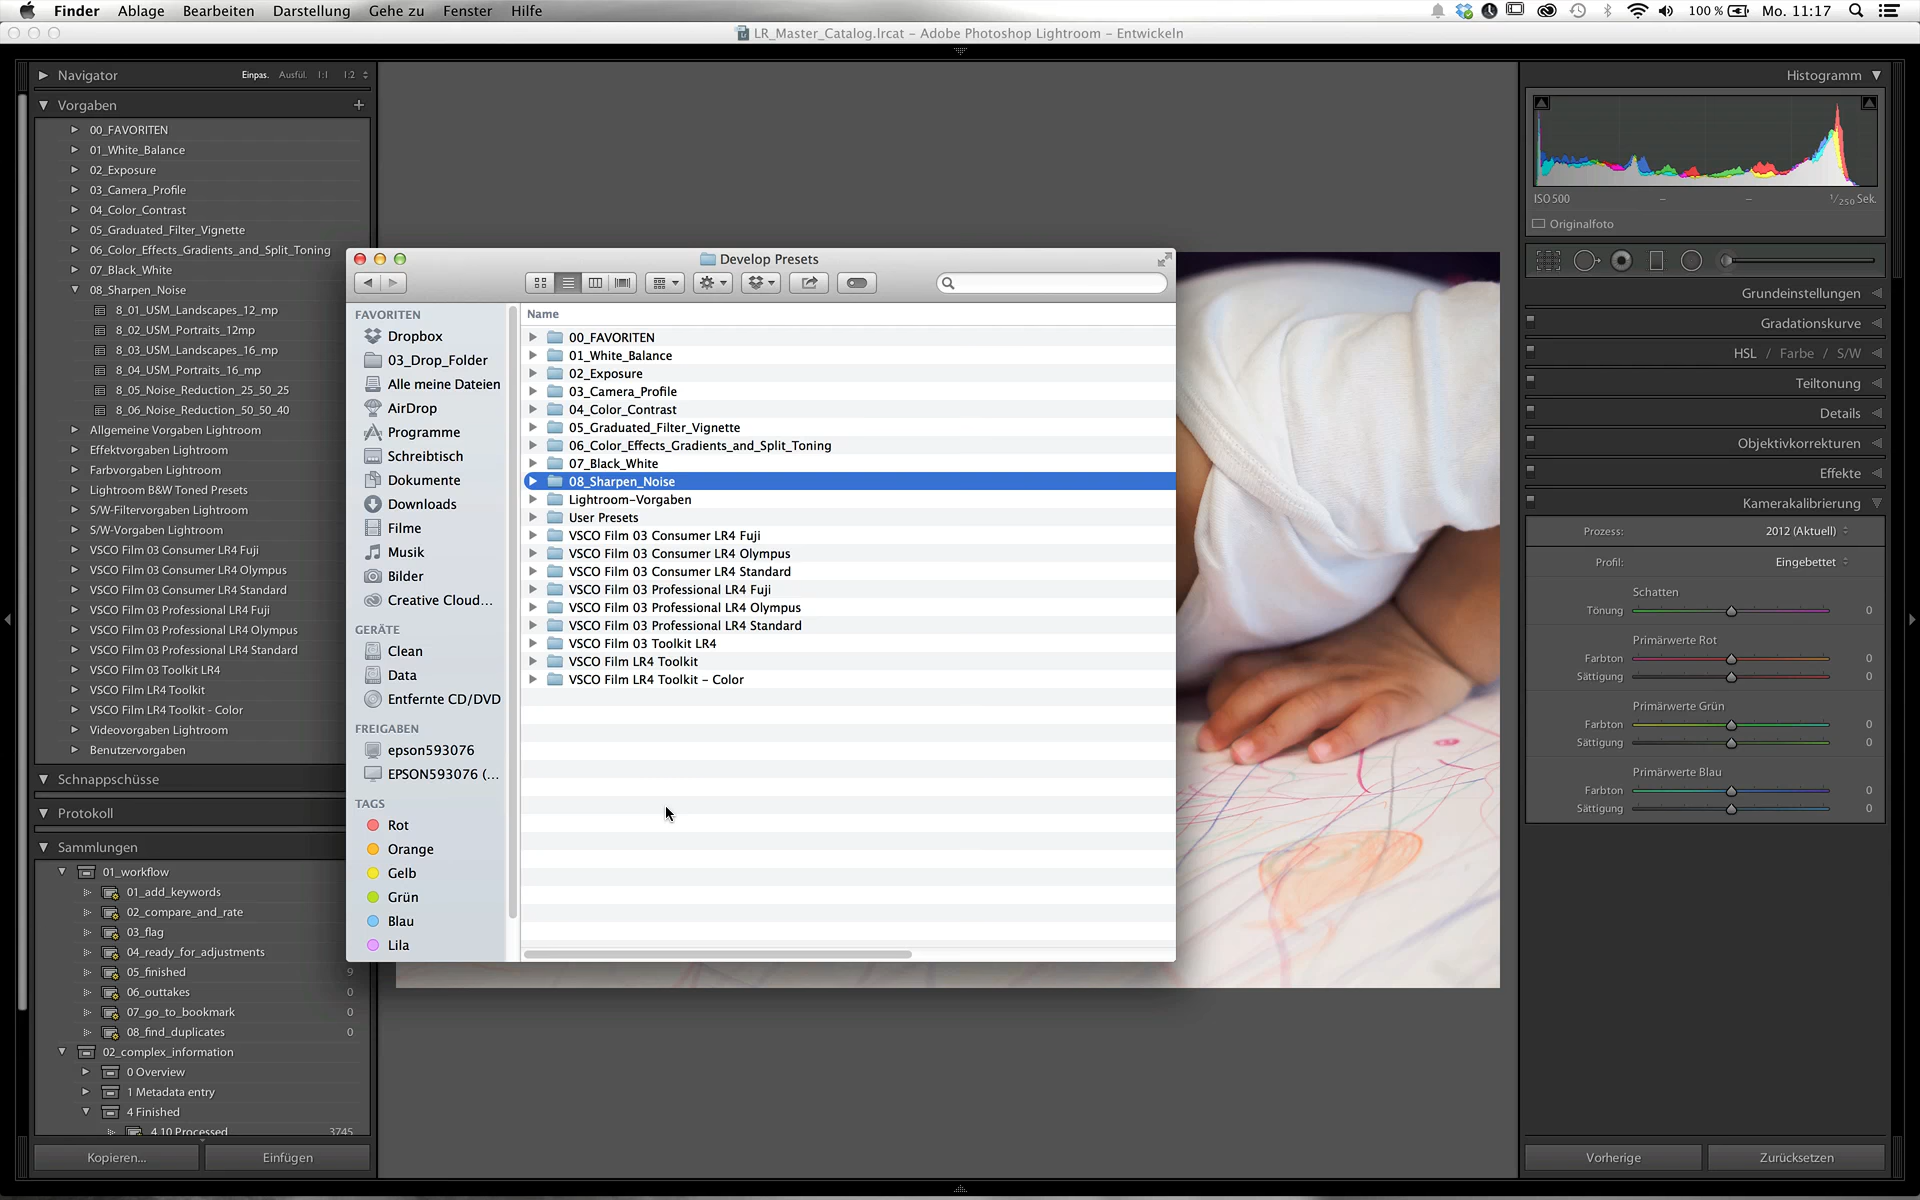 Finder Ablage Bearbeiten Darstellung Gehe zu Fenster Hilfe 100 % Mo. 11:17
LR_Master_Catalog.lrcat – Adobe Photoshop Lightroom – Entwickeln
Navigator Einpas. Ausfül. 1:1 1:2
Vorgaben +
00_FAVORITEN
01_White_Balance
02_Exposure
03_Camera_Profile
04_Color_Contrast
05_Graduated_Filter_Vignette
06_Color_Effects_Gradients_and_Split_Toning
07_Black_White
08_Sharpen_Noise
8_01_USM_Landscapes_12_mp
8_02_USM_Portraits_12mp
8_03_USM_Landscapes_16_mp
8_04_USM_Portraits_16_mp
8_05_Noise_Reduction_25_50_25
8_06_Noise_Reduction_50_50_40
Allgemeine Vorgaben Lightroom
Effektvorgaben Lightroom
Farbvorgaben Lightroom
Lightroom B&W Toned Presets
S/W-Filtervorgaben Lightroom
S/W-Vorgaben Lightroom
VSCO Film 03 Consumer LR4 Fuji
VSCO Film 03 Consumer LR4 Olympus
VSCO Film 03 Consumer LR4 Standard
VSCO Film 03 Professional LR4 Fuji
VSCO Film 03 Professional LR4 Olympus
VSCO Film 03 Professional LR4 Standard
VSCO Film 03 Toolkit LR4
VSCO Film LR4 Toolkit
VSCO Film LR4 Toolkit - Color
Videovorgaben Lightroom
Benutzervorgaben
Schnappschüsse
Protokoll
Sammlungen
01_workflow
01_add_keywords
02_compare_and_rate
03_flag
04_ready_for_adjustments
05_finished 9
06_outtakes 0
07_go_to_bookmark 0
08_find_duplicates 0
02_complex_information
0 Overview
1 Metadata entry
4 Finished
4.10 Processed 3745
Kopieren... Einfügen
Develop Presets
FAVORITEN
Dropbox
03_Drop_Folder
Alle meine Dateien
AirDrop
Programme
Schreibtisch
Dokumente
Downloads
Filme
Musik
Bilder
Creative Cloud...
GERÄTE
Clean
Data
Entfernte CD/DVD
FREIGABEN
epson593076
EPSON593076 (...
TAGS
Rot
Orange
Gelb
Grün
Blau
Lila
Name
00_FAVORITEN
01_White_Balance
02_Exposure
03_Camera_Profile
04_Color_Contrast
05_Graduated_Filter_Vignette
06_Color_Effects_Gradients_and_Split_Toning
07_Black_White
08_Sharpen_Noise
Lightroom-Vorgaben
User Presets
VSCO Film 03 Consumer LR4 Fuji
VSCO Film 03 Consumer LR4 Olympus
VSCO Film 03 Consumer LR4 Standard
VSCO Film 03 Professional LR4 Fuji
VSCO Film 03 Professional LR4 Olympus
VSCO Film 03 Professional LR4 Standard
VSCO Film 03 Toolkit LR4
VSCO Film LR4 Toolkit
VSCO Film LR4 Toolkit – Color
Histogramm
ISO 500 – – 1/250 Sek.
Originalfoto
Grundeinstellungen
Gradationskurve
HSL / Farbe / S/W
Teiltonung
Details
Objektivkorrekturen
Effekte
Kamerakalibrierung
Prozess: 2012 (Aktuell)
Profil: Eingebettet
Schatten
Tönung 0
Primärwerte Rot
Farbton 0
Sättigung 0
Primärwerte Grün
Farbton 0
Sättigung 0
Primärwerte Blau
Farbton 0
Sättigung 0
Vorherige Zurücksetzen